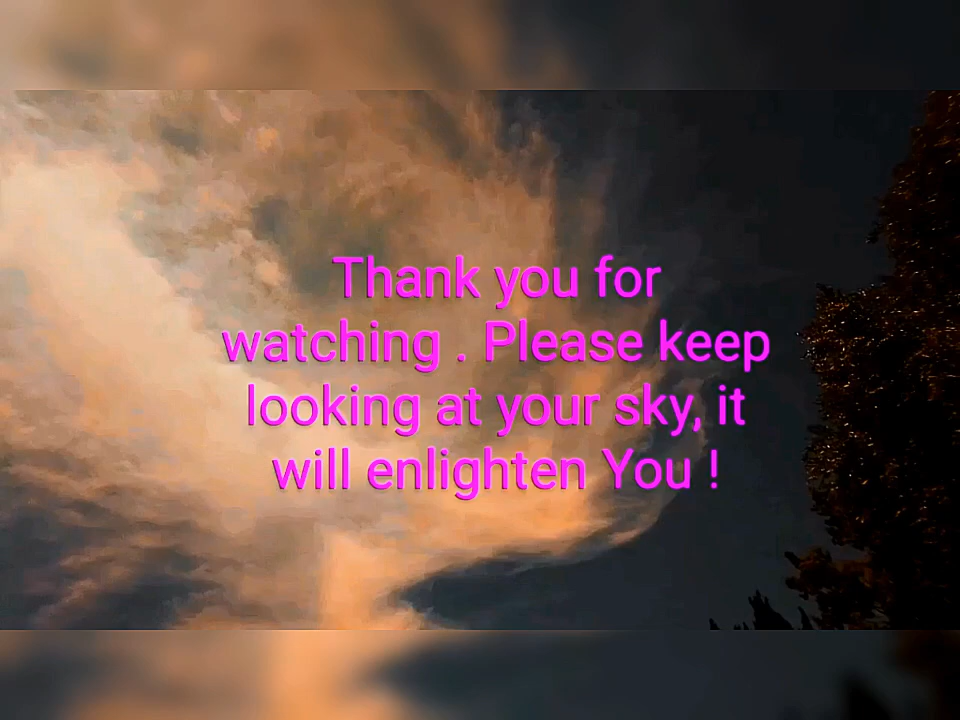 Thank you for
watching . Please keep
looking at your sky, it
will enlighten You !